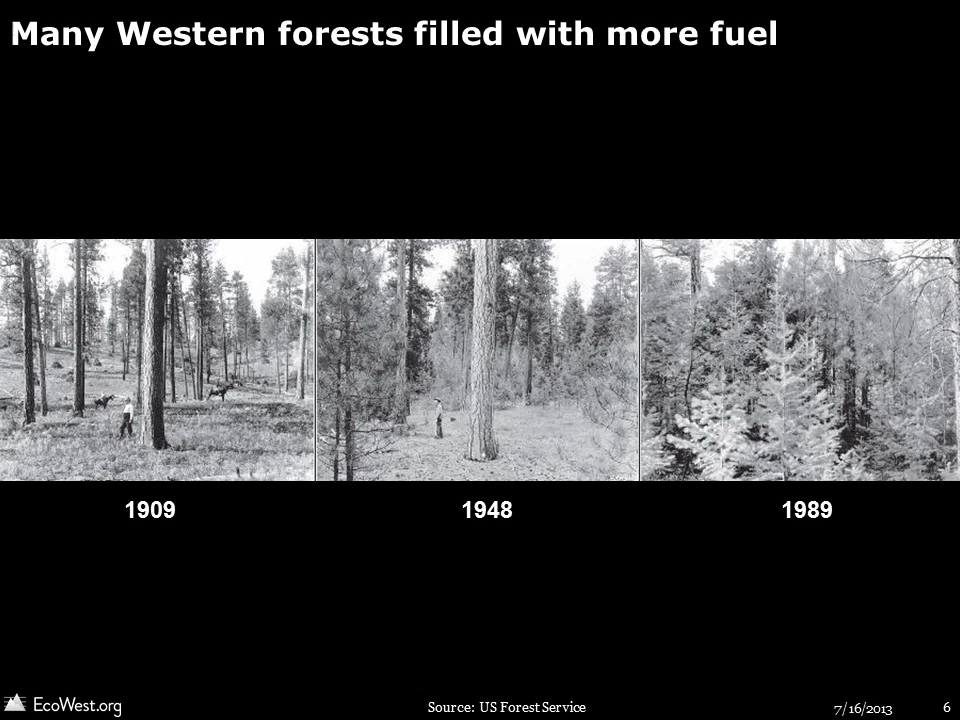 Many Western forests filled with more fuel
1909
1948
1989
EcoWest.org
Source: US Forest Service
7/16/2013
6